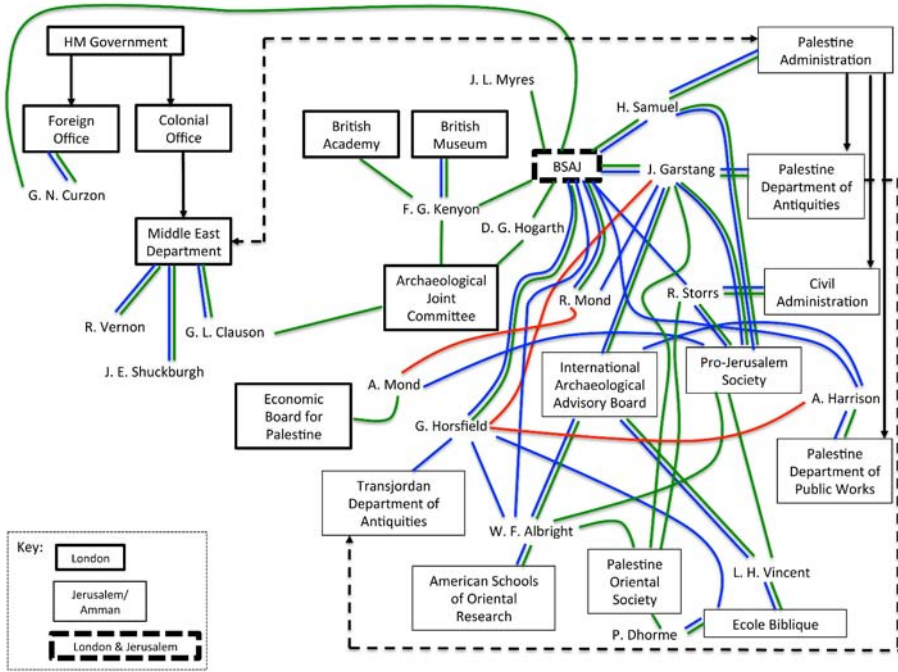 HM Government
Palestine
Administration
J. L. Myres
H. Samuel
Foreign
Office
Colonial
Office
British
Academy
British
Museum
BSAJ
J. Garstang
Palestine
Department of
Antiquities
G. N. Curzon
F. G. Kenyon
D. G. Hogarth
Middle East
Department
Archaeological
Joint
Committee
R. Mond
R. Storrs
Civil
Administration
R. Vernon
G. L. Clauson
J. E. Shuckburgh
International
Archaeological
Advisory Board
Pro-Jerusalem
Society
A. Mond
A. Harrison
Economic
Board for
Palestine
G. Horsfield
Palestine
Department of
Public Works
Transjordan
Department of
Antiquities
W. F. Albright
Key:
London
Jerusalem/
Amman
London & Jerusalem
American Schools
of Oriental
Research
Palestine
Oriental
Society
L. H. Vincent
P. Dhorme
Ecole Biblique